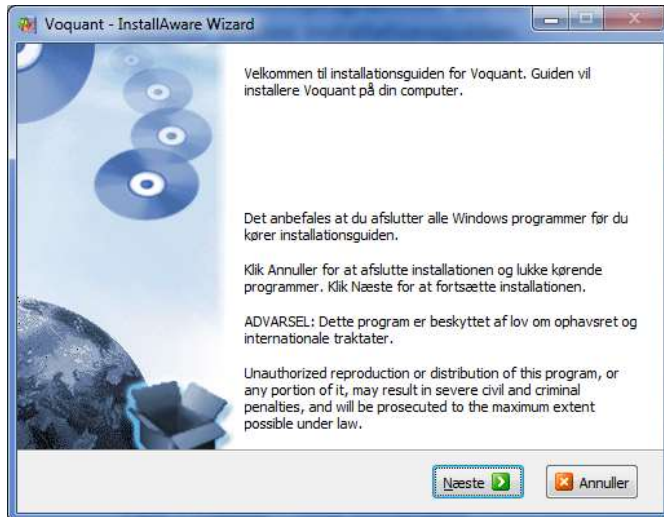 Voquant - InstallAware Wizard
Velkommen til installationsguiden for Voquant. Guiden vil
installere Voquant på din computer.
Det anbefales at du afslutter alle Windows programmer før du
kører installationsguiden.
Klik Annuller for at afslutte installationen og lukke kørende
programmer. Klik Næste for at fortsætte installationen.
ADVARSEL: Dette program er beskyttet af lov om ophavsret og
internationale traktater.
Unauthorized reproduction or distribution of this program, or
any portion of it, may result in severe civil and criminal
penalties, and will be prosecuted to the maximum extent
possible under law.
Næste
Annuller